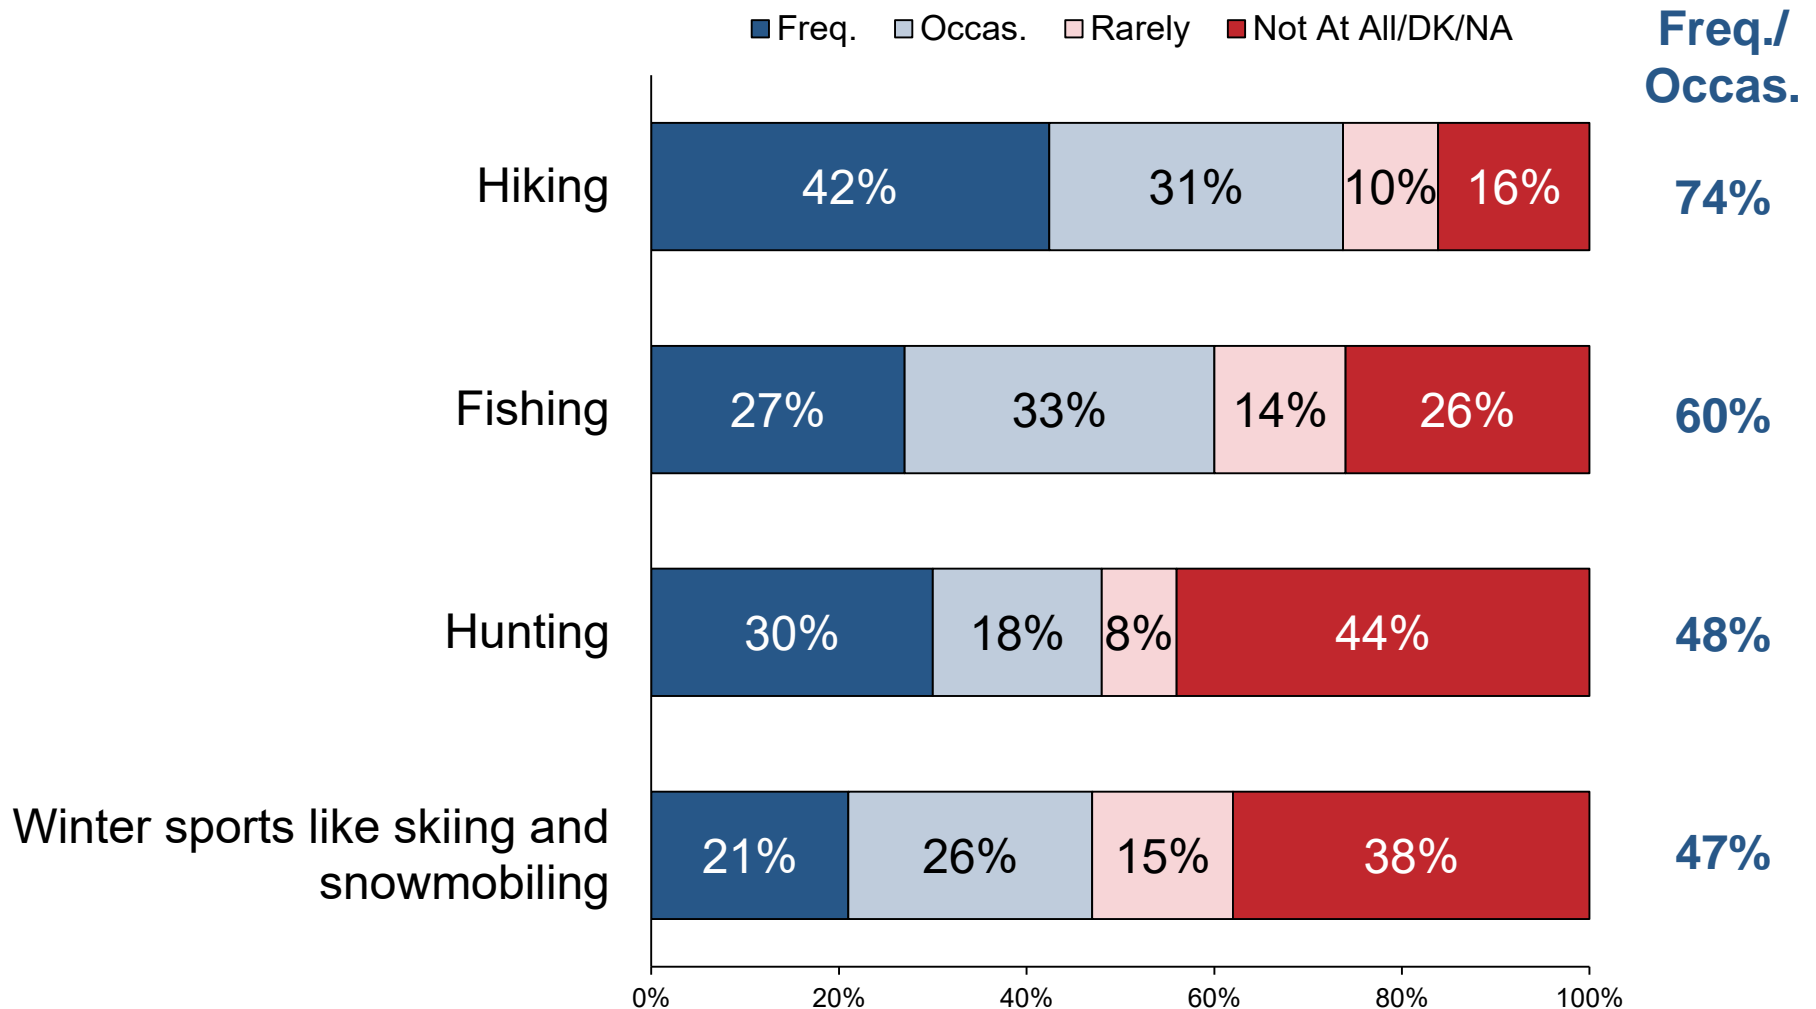 Freq. Occas. Rarely Not At All/DK/NA
Freq./
Occas.
Hiking 42% 31% 10% 16% 74%
Fishing 27% 33% 14% 26% 60%
Hunting 30% 18% 8% 44% 48%
Winter sports like skiing and
snowmobiling
21% 26% 15% 38% 47%
0% 20% 40% 60% 80% 100%